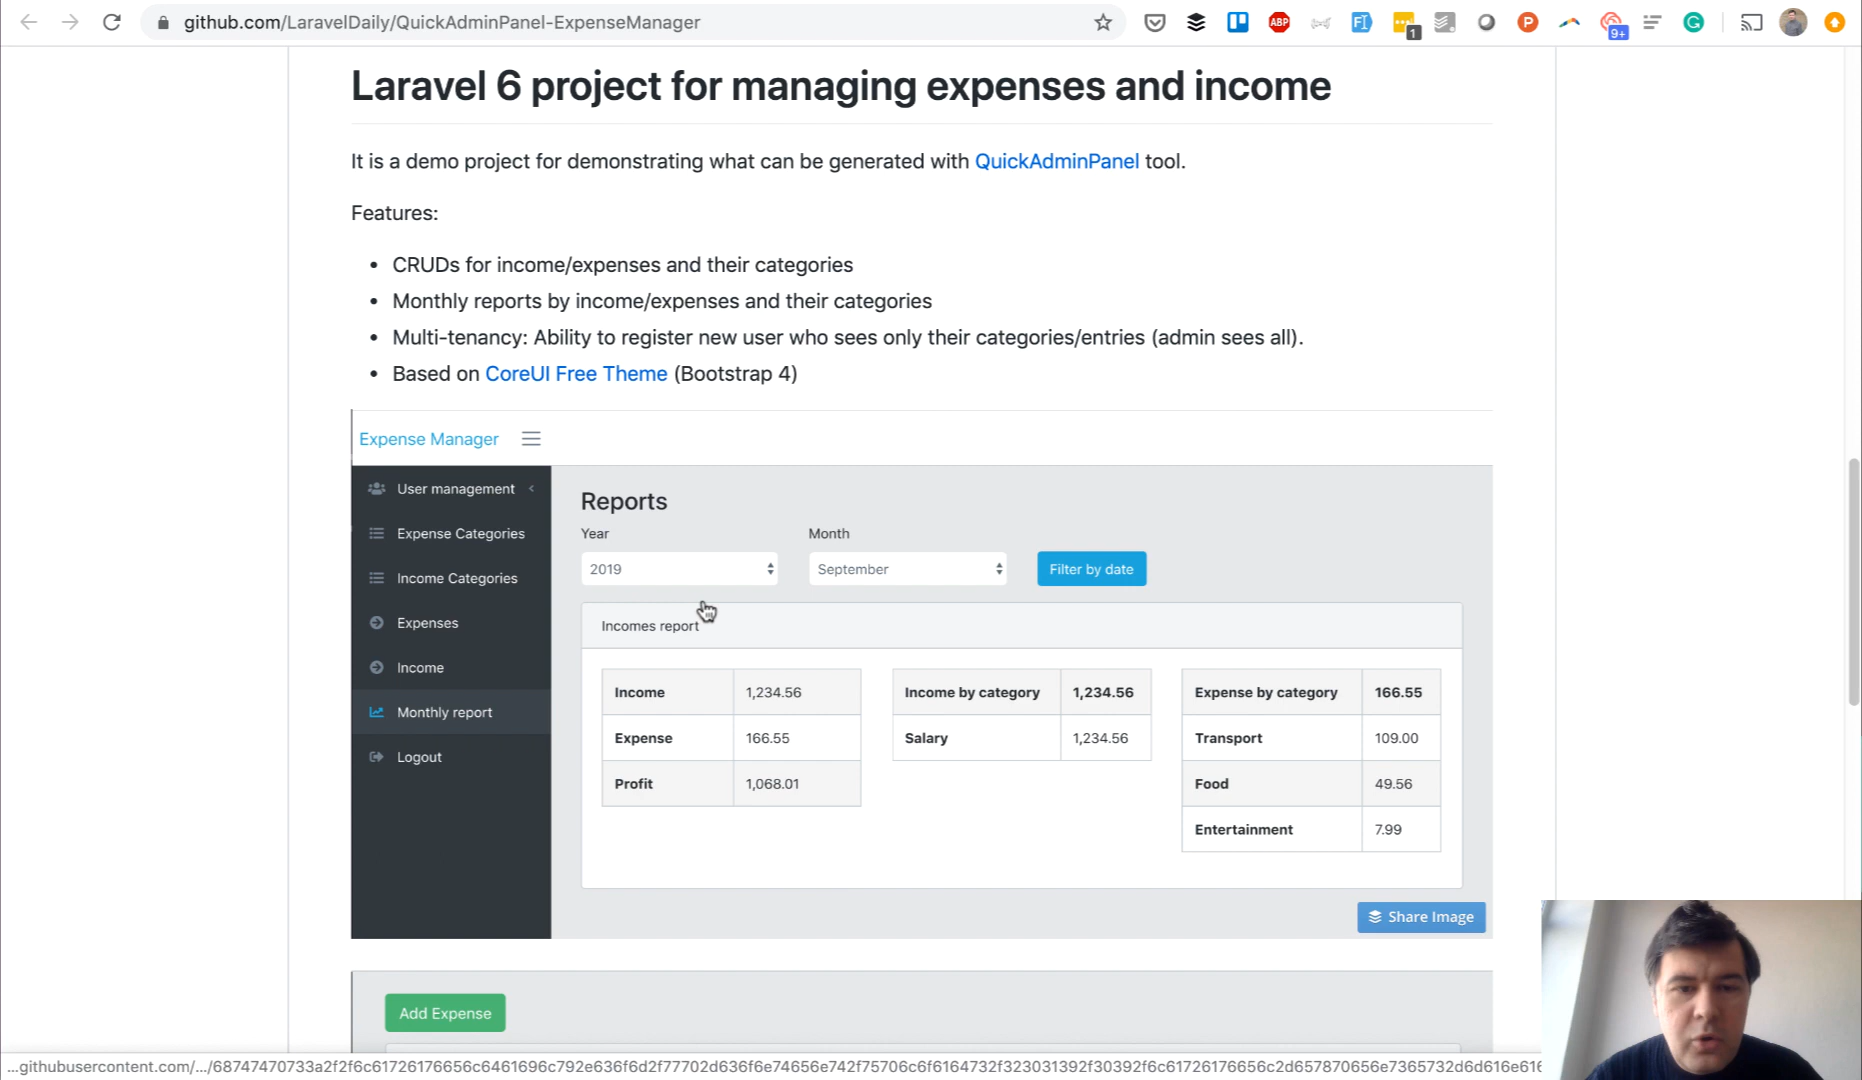 github.com/LaravelDaily/QuickAdminPanel-ExpenseManager
ABP
1
P
9+
Laravel 6 project for managing expenses and income
It is a demo project for demonstrating what can be generated with QuickAdminPanel tool.
Features:
• CRUDs for income/expenses and their categories
• Monthly reports by income/expenses and their categories
• Multi-tenancy: Ability to register new user who sees only their categories/entries (admin sees all).
• Based on CoreUI Free Theme (Bootstrap 4)
Expense Manager
User management
Expense Categories
Income Categories
Expenses
Income
Monthly report
Logout
Reports
Year Month
2019 September Filter by date
Incomes report
Income 1,234.56 Income by category 1,234.56 Expense by category 166.55
Expense 166.55 Salary 1,234.56 Transport 109.00
Profit 1,068.01 Food 49.56
Entertainment 7.99
Share Image
Add Expense